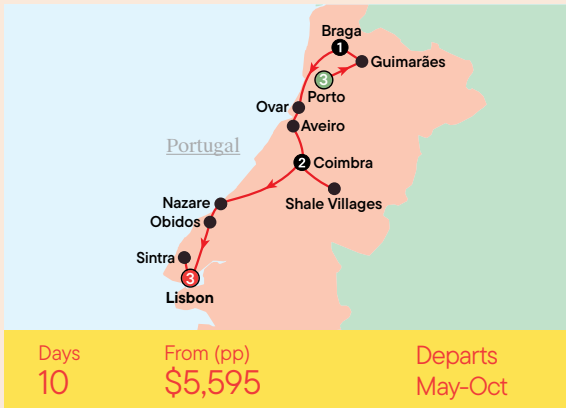 Braga
1
Guimarães
3
Porto
Ovar
Aveiro
Portugal
2 Coimbra
Shale Villages
Nazare
Obidos
Sintra
3
Lisbon
Days
10
From (pp)
$5,595
Departs
May-Oct